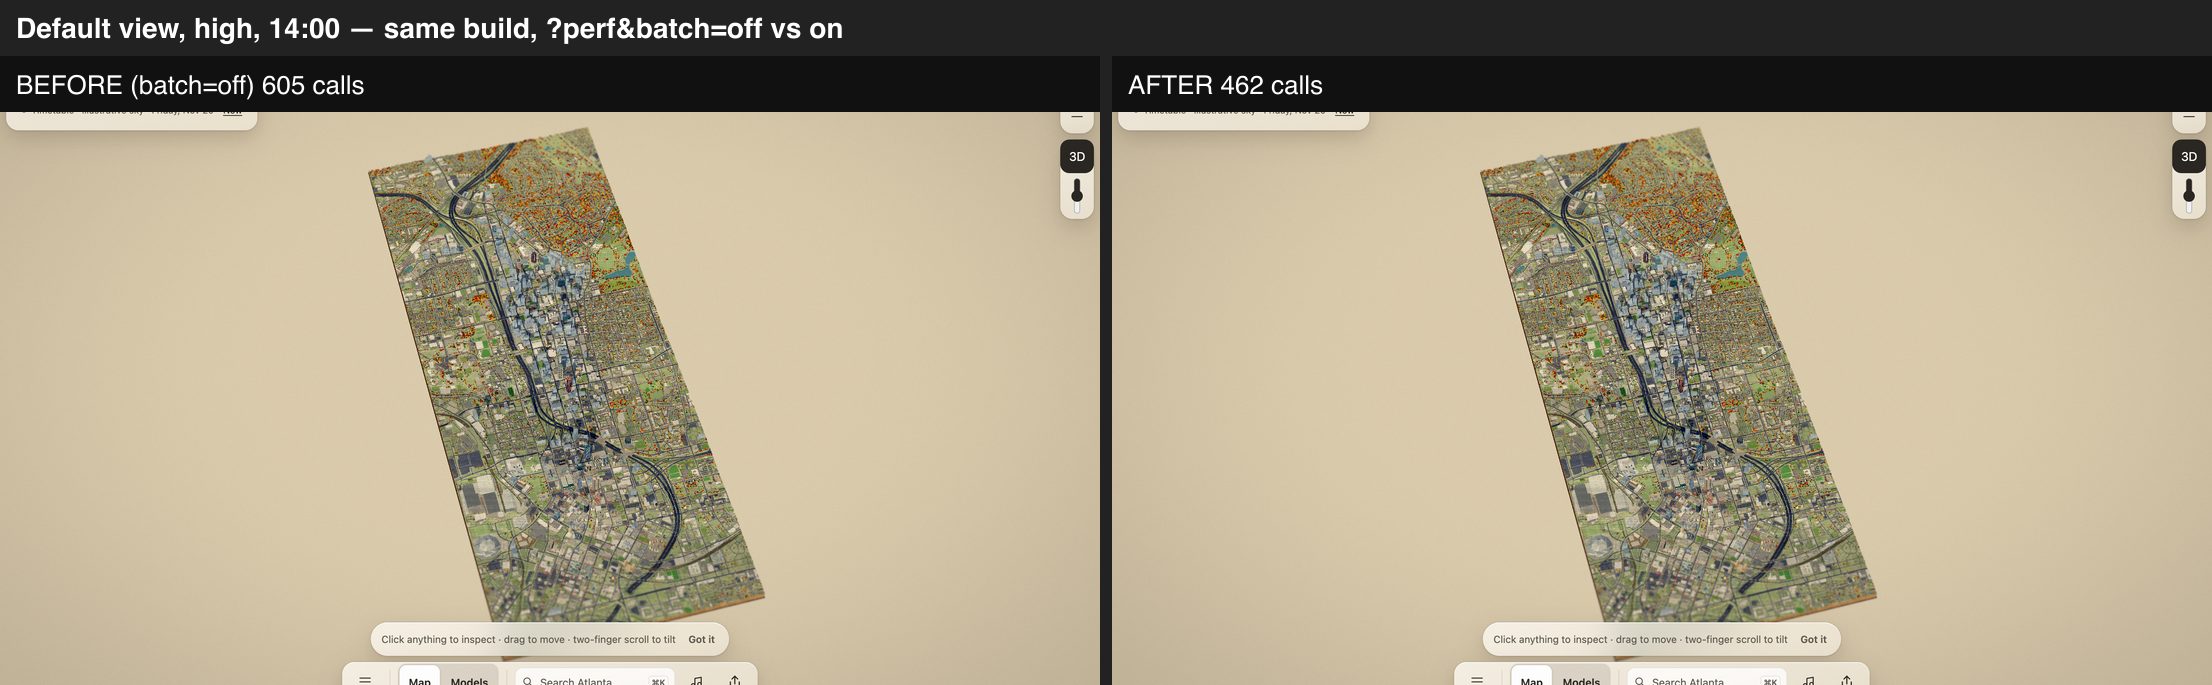 Default view, high, 14:00 — same build, ?perf&batch=off vs on
BEFORE (batch=off) 605 calls
AFTER 462 calls
3D
3D
Click anything to inspect · drag to move · two-finger scroll to tilt Got it
Click anything to inspect · drag to move · two-finger scroll to tilt Got it
Map Models Search Atlanta ⌘K
Map Models Search Atlanta ⌘K